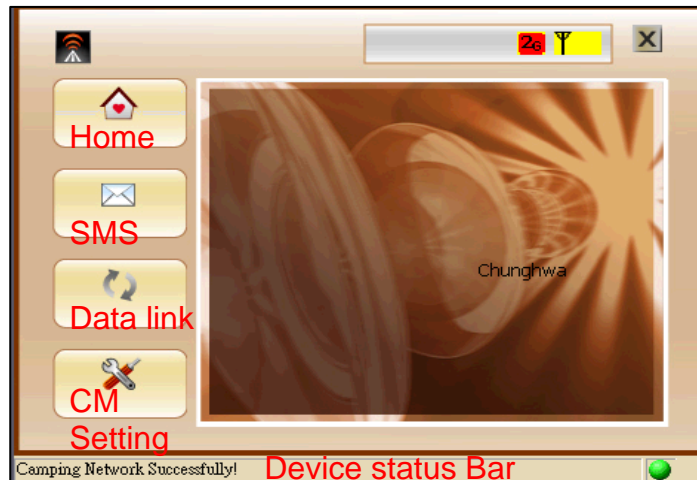 2G
X
Home
SMS
Chunghwa
Data link
CM
Setting
Camping Network Successfully!
Device status Bar